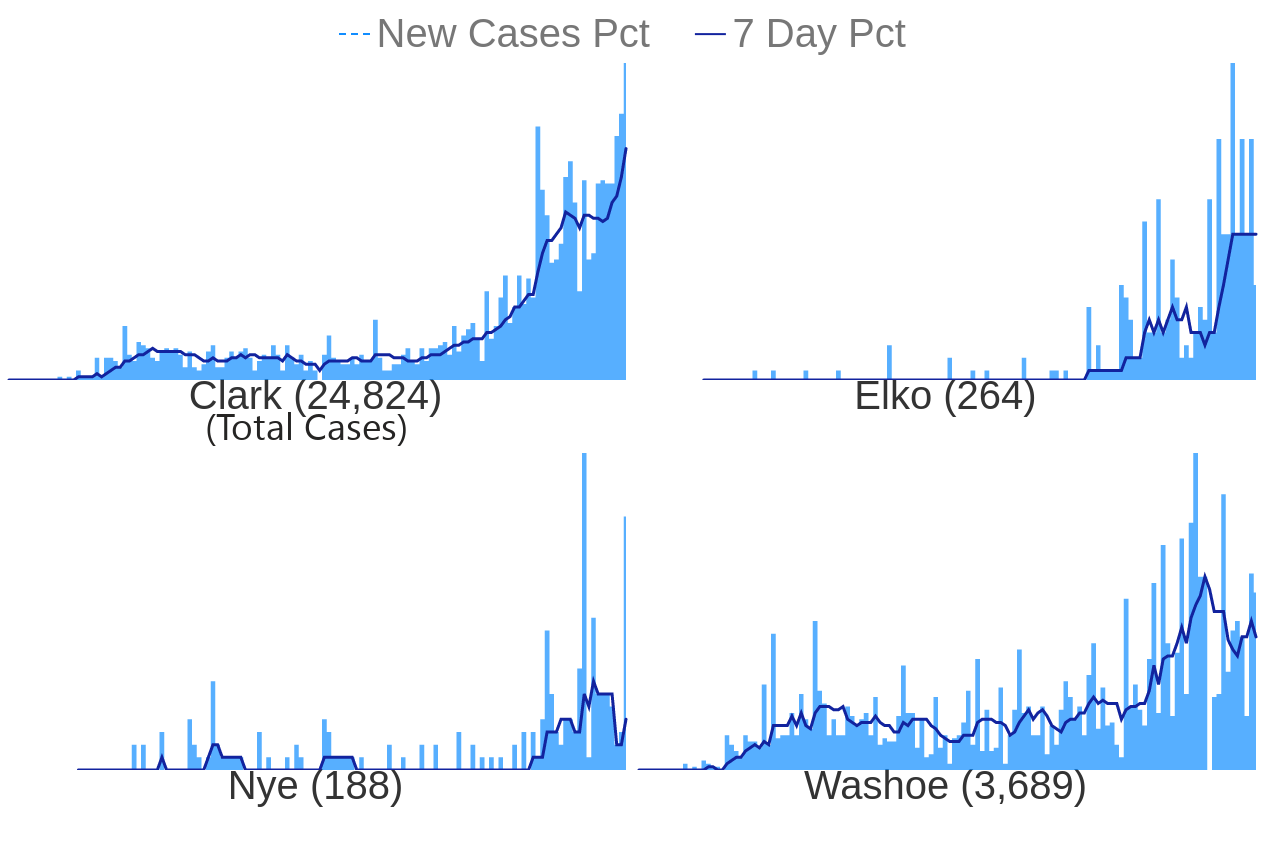 New Cases Pct 7 Day Pct
Clark (24,824)
(Total Cases)
Elko (264)
Nye (188)
Washoe (3,689)